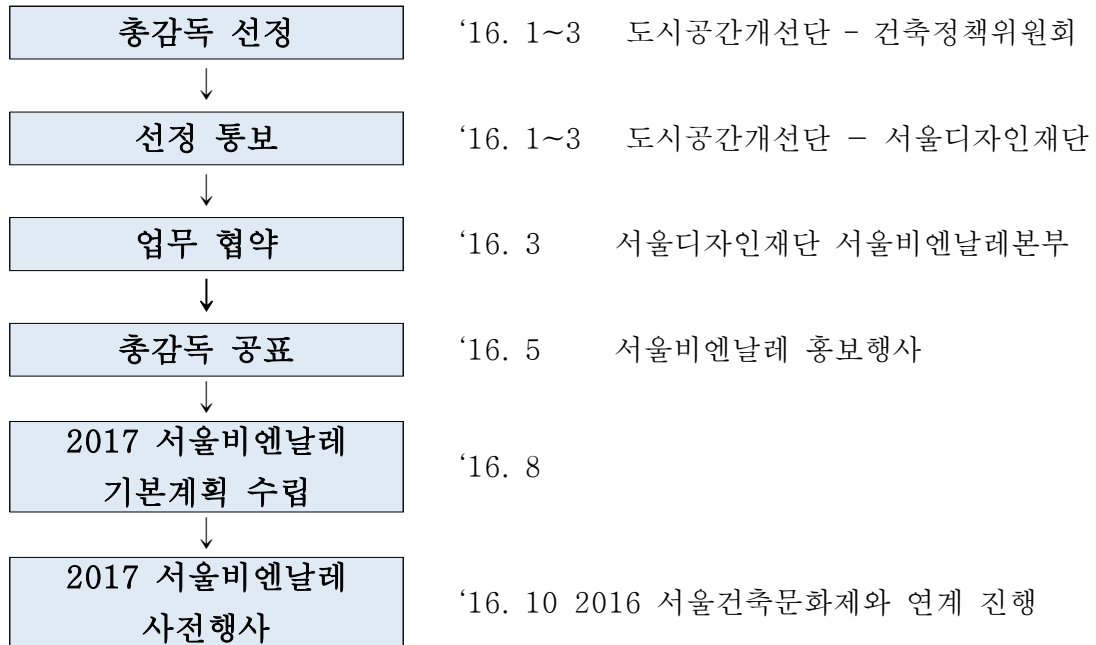 총감독 선정 ‘16. 1~3 도시공간개선단 - 건축정책위원회
↓
선정 통보 ‘16. 1~3 도시공간개선단 – 서울디자인재단
↓
업무 협약 ‘16. 3 서울디자인재단 서울비엔날레본부
↓
총감독 공표 ‘16. 5 서울비엔날레 홍보행사
↓
2017 서울비엔날레
기본계획 수립
‘16. 8
↓
2017 서울비엔날레
사전행사
‘16. 10 2016 서울건축문화제와 연계 진행